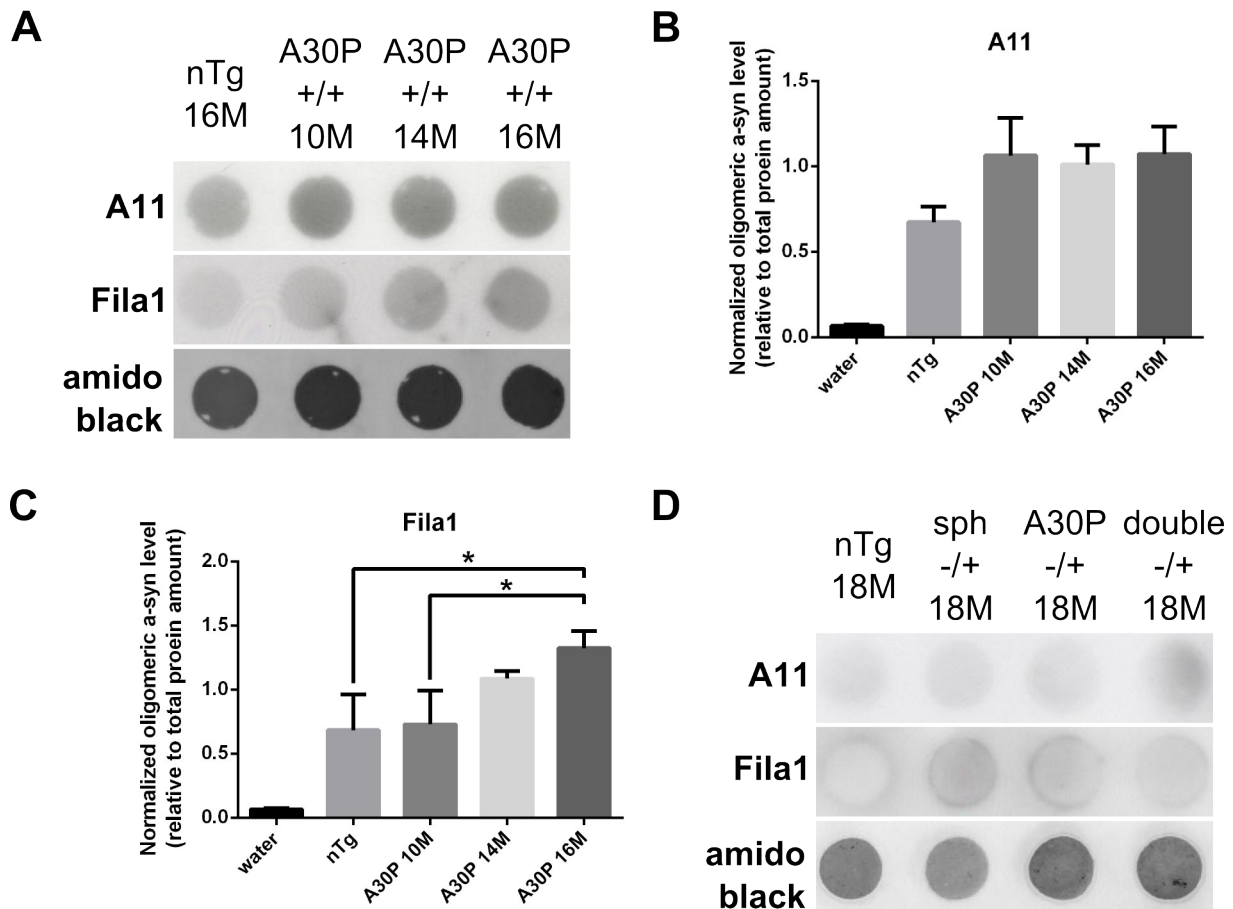 A
nTg
16M
A30P
+/+
10M
A30P
+/+
14M
A30P
+/+
16M
A11
Fila1
amido
black
B
A11
Normalized oligomeric a-syn level
(relative to total proein amount)
1.5
1.0
0.5
0.0
water
nTg
A30P 10M
A30P 14M
A30P 16M
C
Fila1
Normalized oligomeric a-syn level
(relative to total proein amount)
2.0
1.5
1.0
0.5
0.0
*
*
water
nTg
A30P 10M
A30P 14M
A30P 16M
D
nTg
18M
sph
-/+
18M
A30P
-/+
18M
double
-/+
18M
A11
Fila1
amido
black